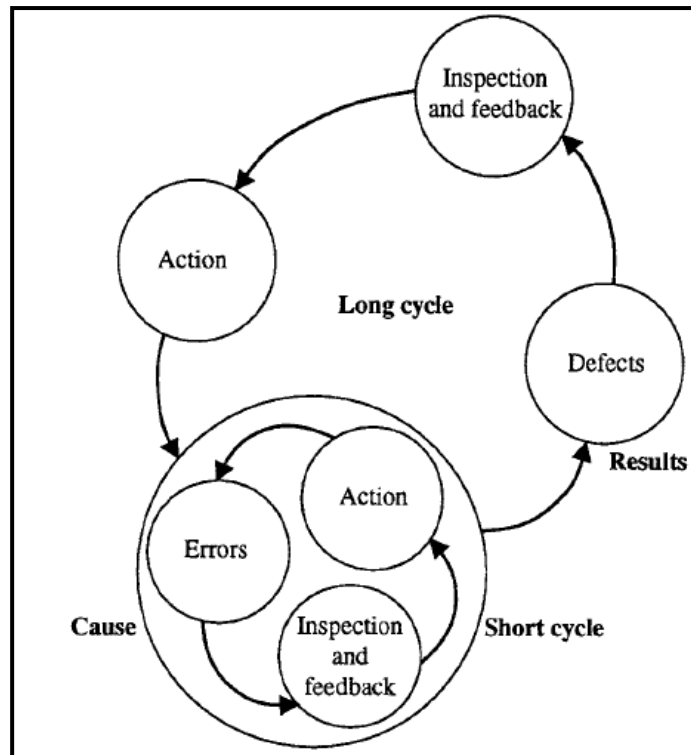 Inspection
and feedback
Action
Long cycle
Defects
Results
Action
Errors
Cause
Inspection
and
feedback
Short cycle